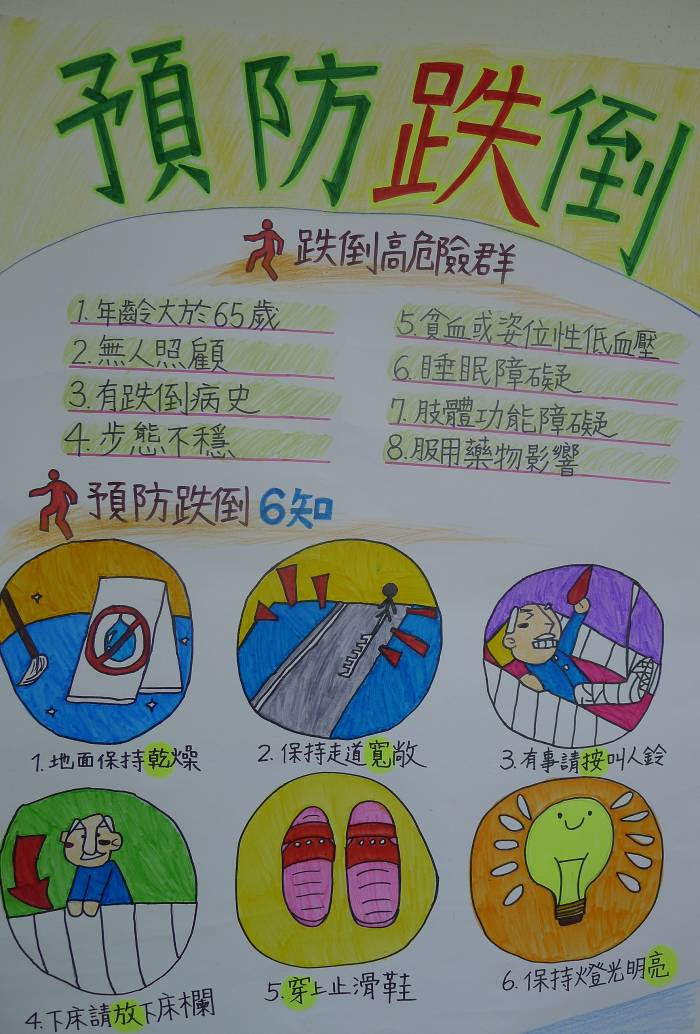 預防跌倒
跌倒高危險群
1.年齡大於65歲
2.無人照顧
3.有跌倒病史
4.步態不穩
5.貧血或姿位性低血壓
6.睡眠障礙
7.肢體功能障礙
8.服用藥物影響
預防跌倒6知
1.地面保持乾燥
2.保持走道寬敞
3.有事請按叫人鈴
4.下床請放下床欄
5.穿上止滑鞋
6.保持燈光明亮